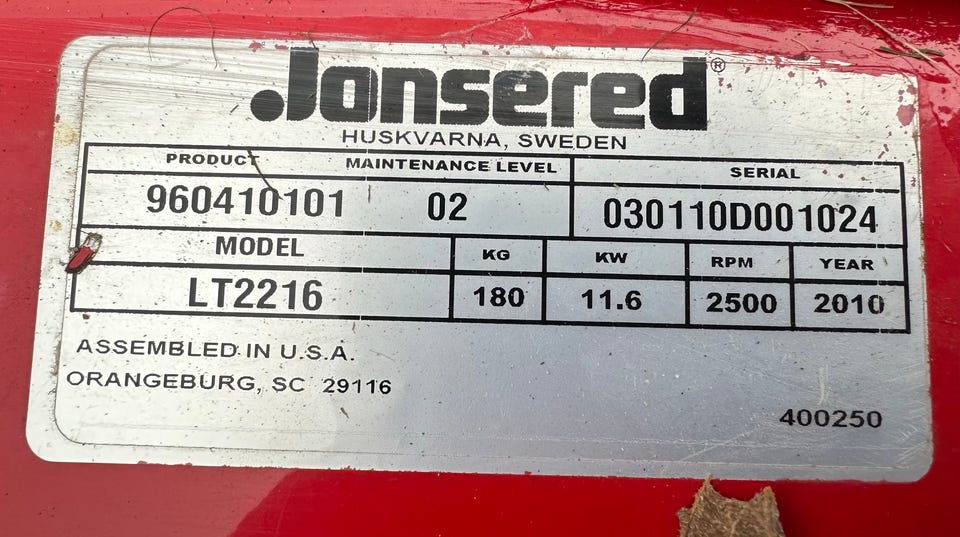 Jonsered®
HUSKVARNA, SWEDEN
PRODUCT MAINTENANCE LEVEL SERIAL
960410101 02 030110D001024
MODEL KG KW RPM YEAR
LT2216 180 11.6 2500 2010
ASSEMBLED IN U.S.A.
ORANGEBURG, SC 29116
400250